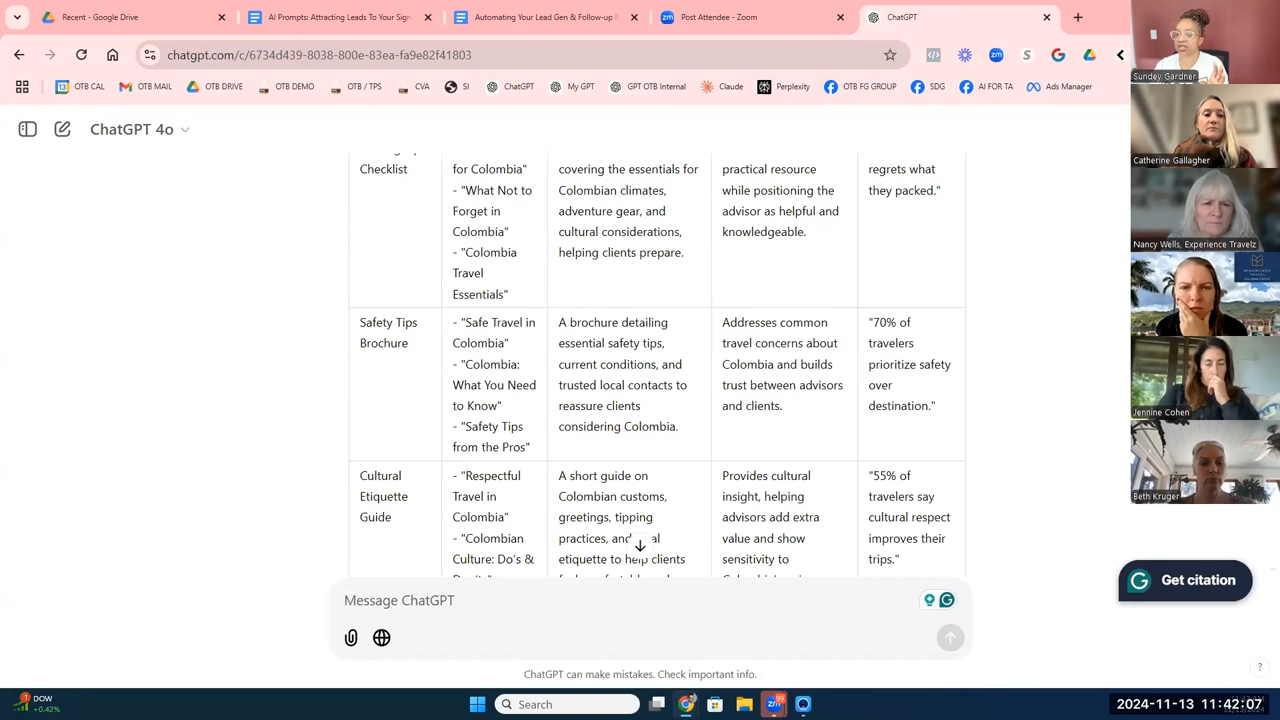 Recent - Google Drive
AI Prompts: Attracting Leads To Your Sign
Automating Your Lead Gen & Follow-up F
zm Post Attendee - Zoom
ChatGPT
chatgpt.com/c/6734d439-8038-800e-83ea-fa9e82f41803
OTB CAL
OTB MAIL
OTB DRIVE
OTB DEMO
OTB / TPS
CVA
ChatGPT
My GPT
GPT OTB Internal
Claude
Perplexity
OTB FG GROUP
SDG
AI FOR TA
Ads Manager
ChatGPT 4o
Checklist
for Colombia"
- "What Not to
Forget in
Colombia"
- "Colombia
Travel
Essentials"
covering the essentials for
Colombian climates,
adventure gear, and
cultural considerations,
helping clients prepare.
practical resource
while positioning the
advisor as helpful and
knowledgeable.
regrets what
they packed."
Safety Tips
Brochure
- "Safe Travel in
Colombia"
- "Colombia:
What You Need
to Know"
- "Safety Tips
from the Pros"
A brochure detailing
essential safety tips,
current conditions, and
trusted local contacts to
reassure clients
considering Colombia.
Addresses common
travel concerns about
Colombia and builds
trust between advisors
and clients.
"70% of
travelers
prioritize safety
over
destination."
Cultural
Etiquette
Guide
- "Respectful
Travel in
Colombia"
- "Colombian
Culture: Do's &
A short guide on
Colombian customs,
greetings, tipping
practices, and
etiquette to help clients
Provides cultural
insight, helping
advisors add extra
value and show
sensitivity to
"55% of
travelers say
cultural respect
improves their
trips."
Message ChatGPT
ChatGPT can make mistakes. Check important info.
Get citation
?
Sundey Gardner
Catherine Gallagher
Nancy Wells, Experience Travelz
Jennine Cohen
Beth Kruger
DOW
+0.42%
Search
2024-11-13 11:42:07